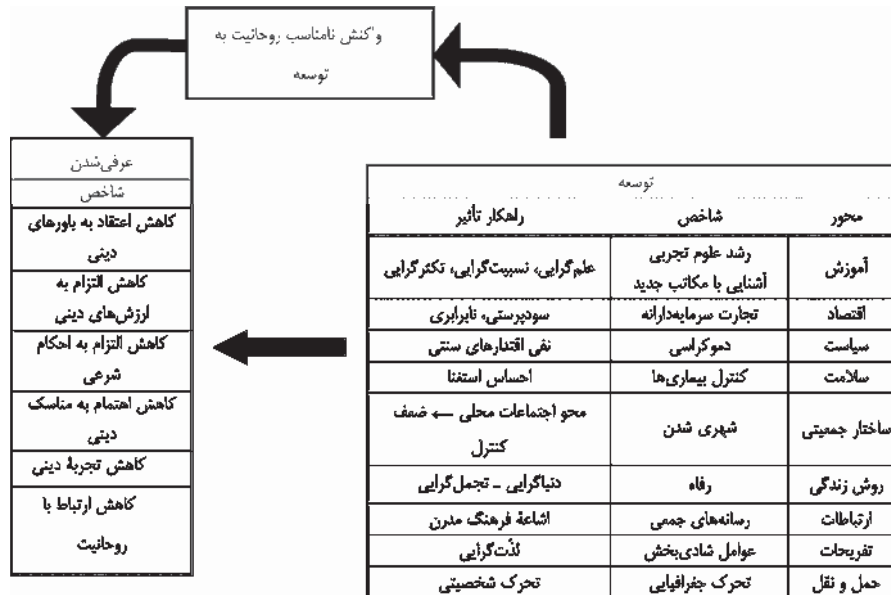 واکنش نامناسب روحانیت به
توسعه
توسعه
محور شاخص راهکار تأثیر
آموزش رشد علوم تجربی علم‌گرایی، نسبیت‌گرایی، تکثرگرایی
آشنایی با مکاتب جدید
اقتصاد تجارت سرمایه‌دارانه سودپرستی، نابرابری
سیاست دموکراسی نفی اقتدارهای سنتی
سلامت کنترل بیماری‌ها احساس استغنا
ساختار جمعیتی شهری شدن محو اجتماعات محلی ← ضعف
کنترل
روش زندگی رفاه دنیاگرایی - تجمل‌گرایی
ارتباطات رسانه‌های جمعی اشاعهٔ فرهنگ مدرن
تفریحات عوامل شادی‌بخش لذّت‌گرایی
حمل و نقل تحرک جغرافیایی تحرک شخصیتی
عرفی‌شدن
شاخص
کاهش اعتقاد به باورهای
دینی
کاهش التزام به
ارزش‌های دینی
کاهش التزام به احکام
شرعی
کاهش اهتمام به مناسک
دینی
کاهش تجربهٔ دینی
کاهش ارتباط با
روحانیت